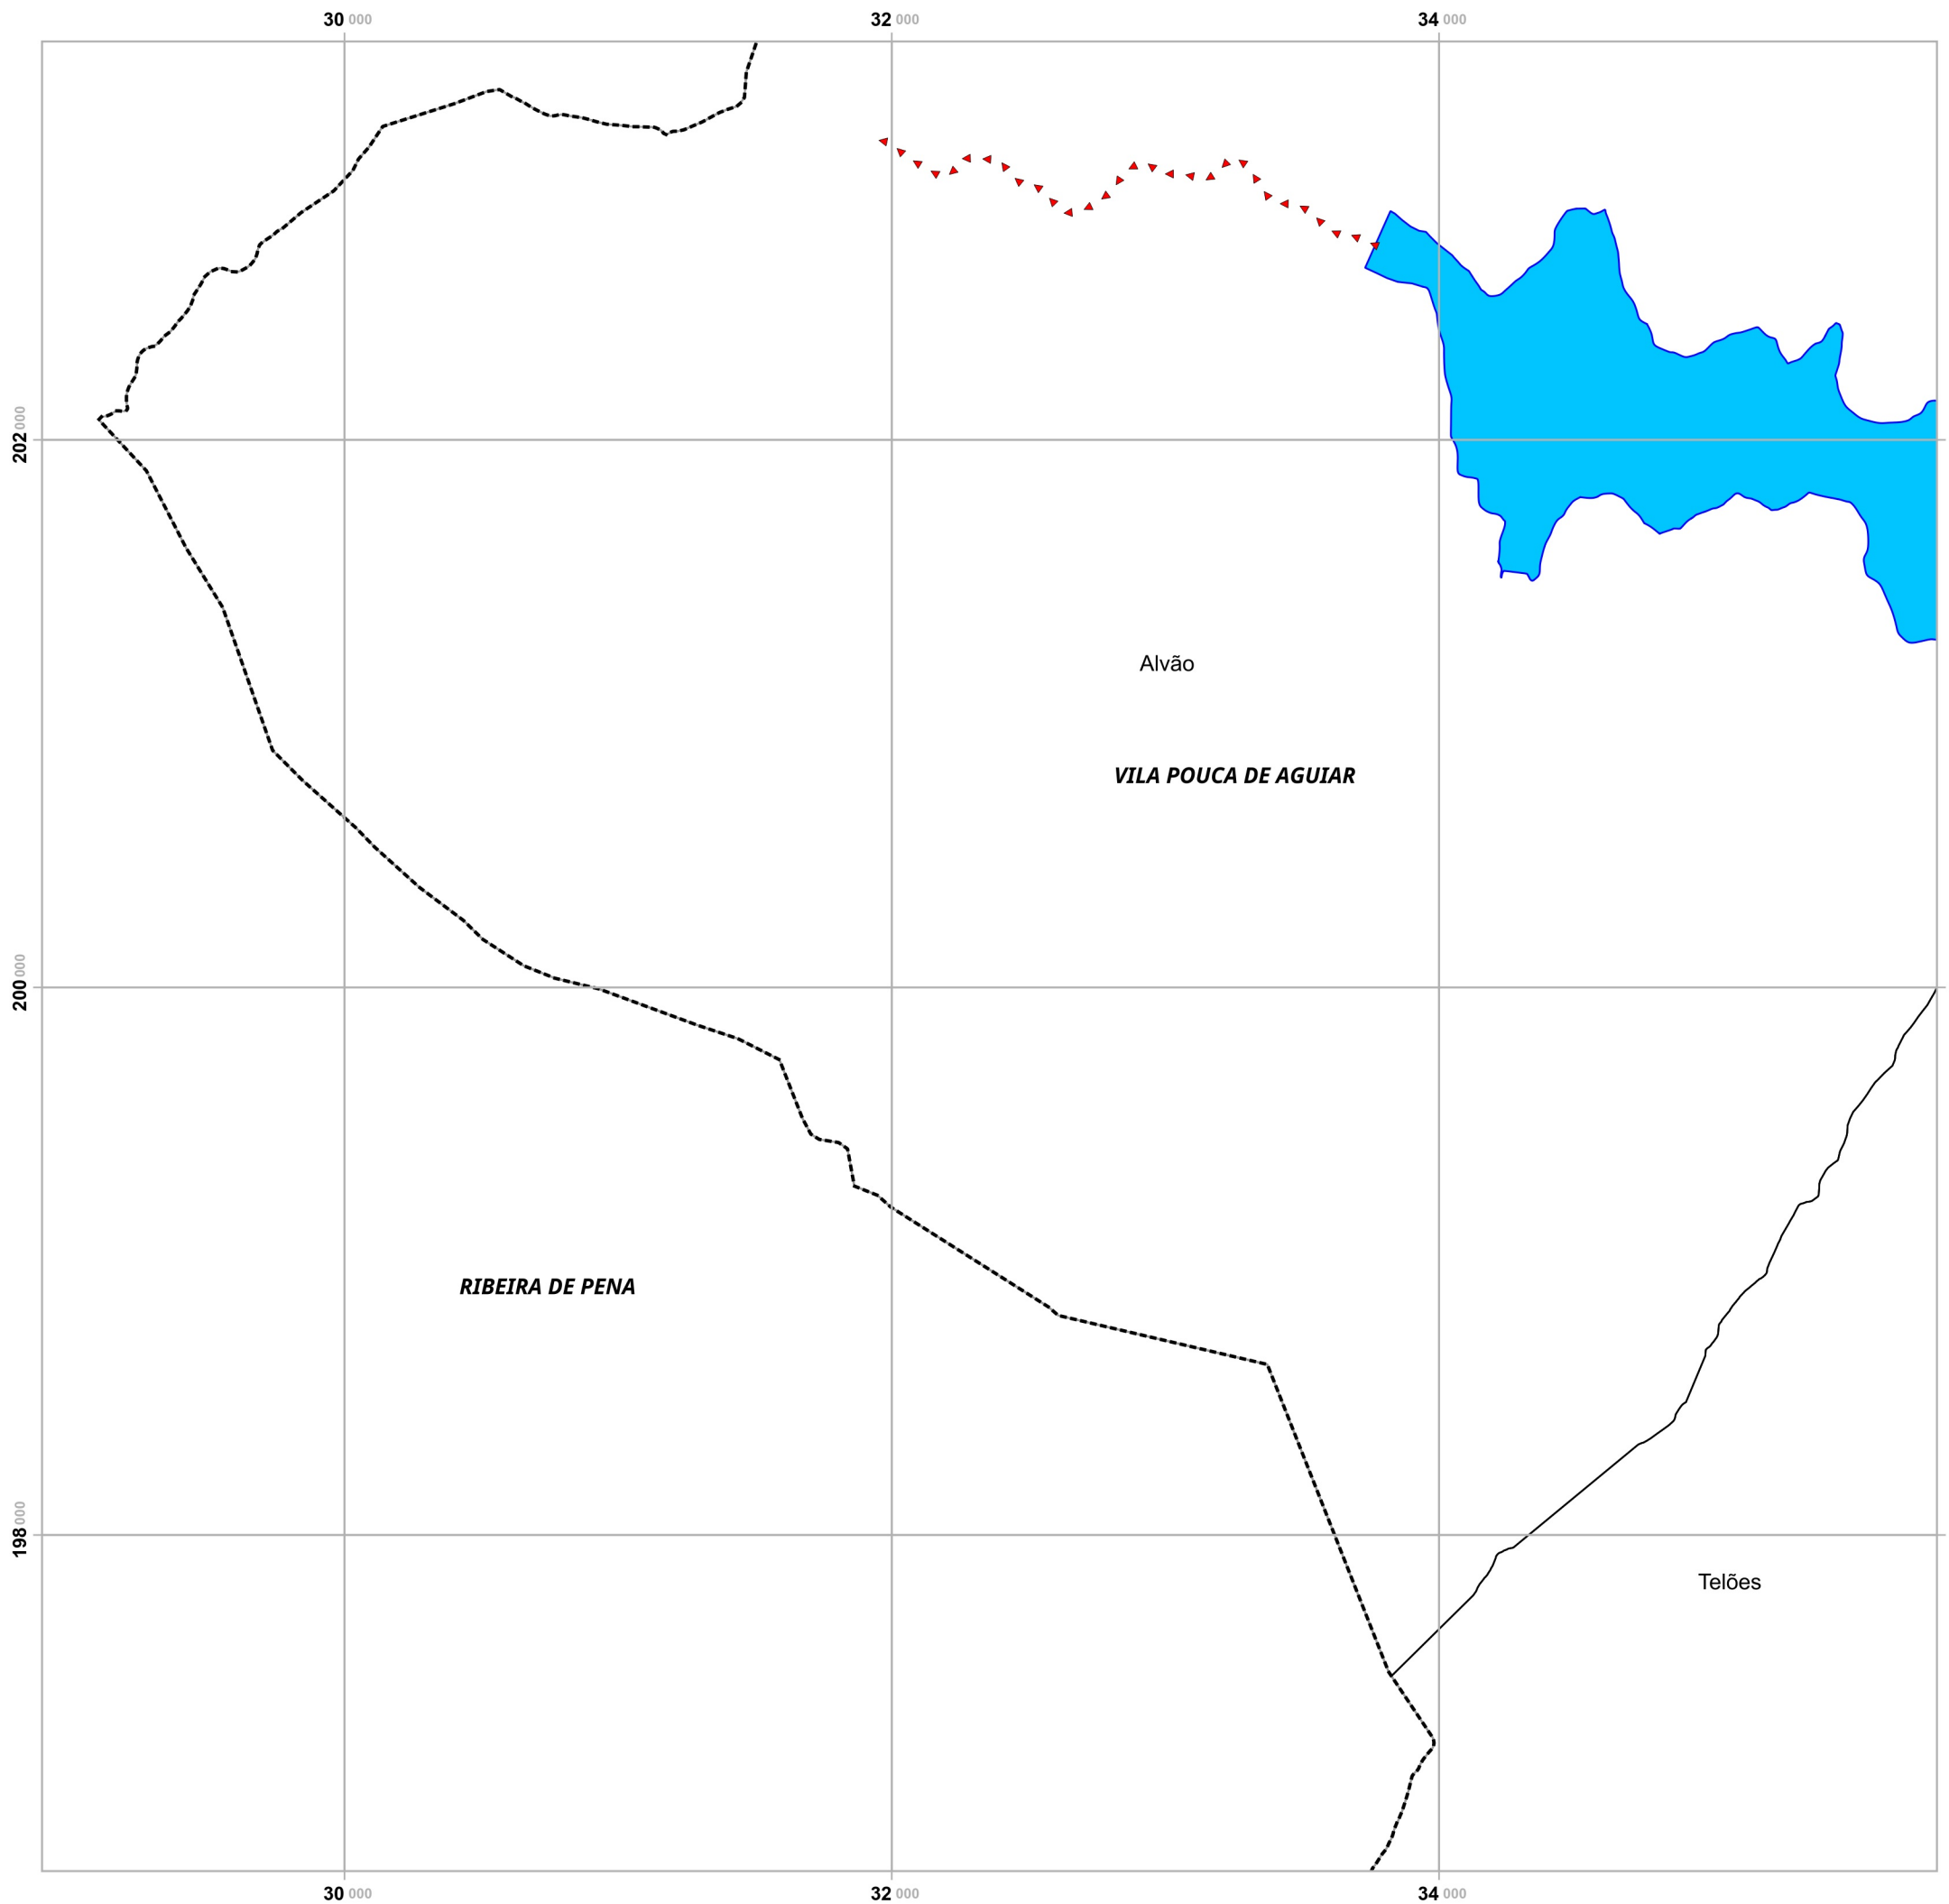 30 000
32 000
34 000
202 000
Alvão
VILA POUCA DE AGUIAR
200 000
RIBEIRA DE PENA
198 000
Telões
30 000
32 000
34 000